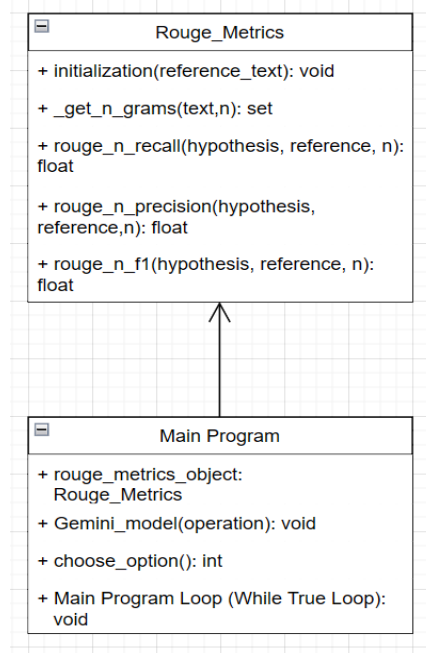 Rouge_Metrics
+ initialization(reference_text): void
+ _get_n_grams(text,n): set
+ rouge_n_recall(hypothesis, reference, n):
float
+ rouge_n_precision(hypothesis,
reference,n): float
+ rouge_n_f1(hypothesis, reference, n):
float
Main Program
+ rouge_metrics_object:
Rouge_Metrics
+ Gemini_model(operation): void
+ choose_option(): int
+ Main Program Loop (While True Loop):
void